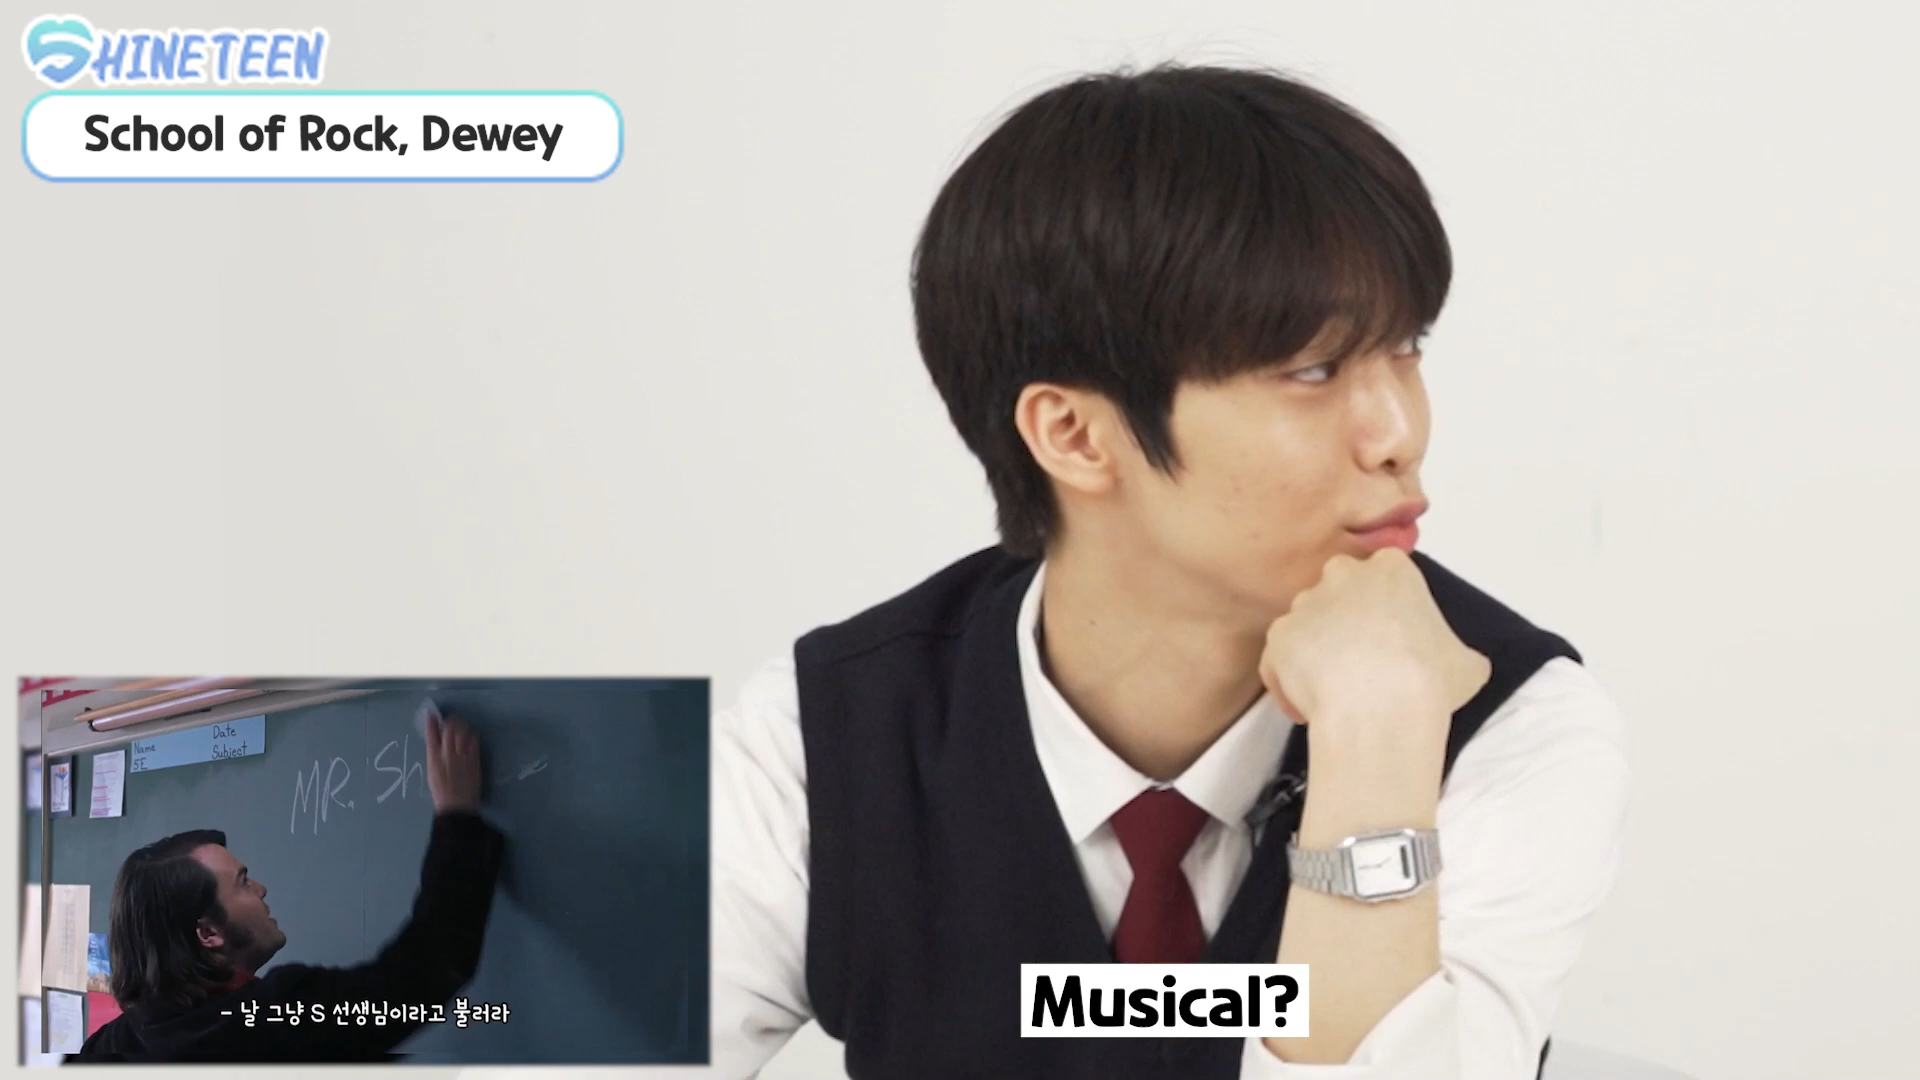 SHINETEEN
School of Rock, Dewey
Name
Date
5E
Subject
MR. Sh
- 날 그냥 S 선생님이라고 불러라
Musical?